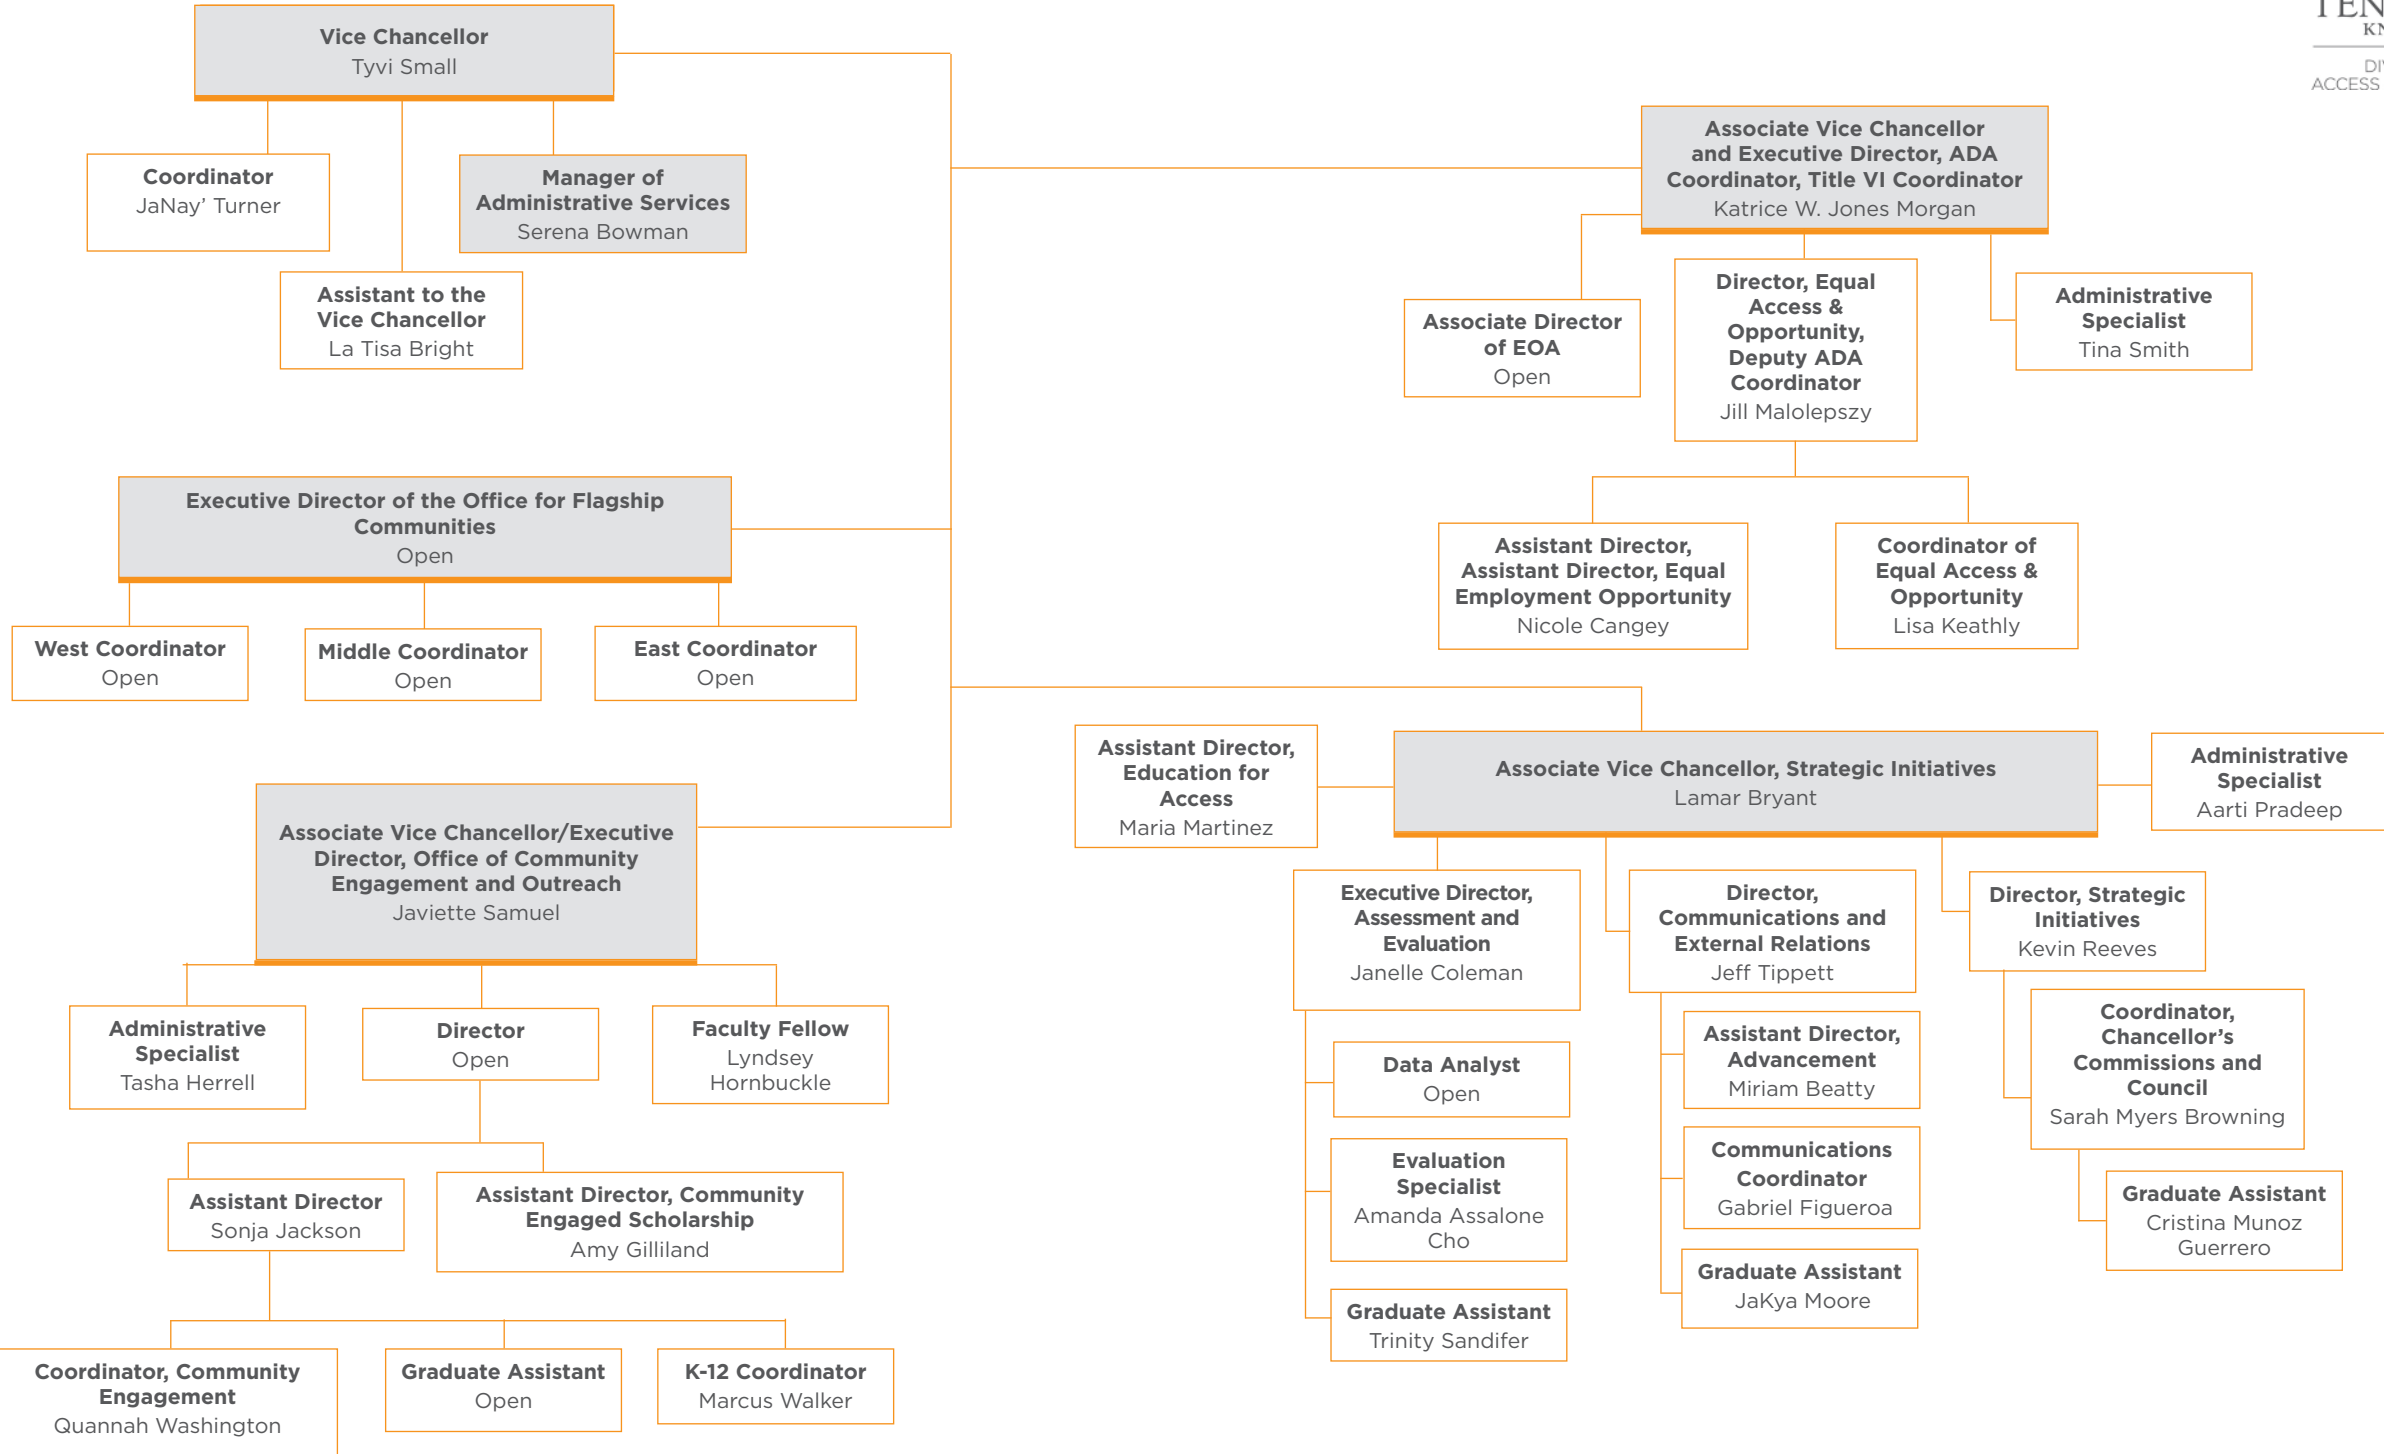 TEN
KN
DIV
ACCESS
Vice Chancellor
Tyvi Small
Coordinator
JaNay’ Turner
Manager of
Administrative Services
Serena Bowman
Assistant to the
Vice Chancellor
La Tisa Bright
Associate Vice Chancellor
and Executive Director, ADA
Coordinator, Title VI Coordinator
Katrice W. Jones Morgan
Associate Director
of EOA
Open
Director, Equal
Access &
Opportunity,
Deputy ADA
Coordinator
Jill Malolepszy
Administrative
Specialist
Tina Smith
Assistant Director,
Assistant Director, Equal
Employment Opportunity
Nicole Cangey
Coordinator of
Equal Access &
Opportunity
Lisa Keathly
Executive Director of the Office for Flagship
Communities
Open
West Coordinator
Open
Middle Coordinator
Open
East Coordinator
Open
Associate Vice Chancellor/Executive
Director, Office of Community
Engagement and Outreach
Javiette Samuel
Administrative
Specialist
Tasha Herrell
Director
Open
Faculty Fellow
Lyndsey
Hornbuckle
Assistant Director
Sonja Jackson
Assistant Director, Community
Engaged Scholarship
Amy Gilliland
Coordinator, Community
Engagement
Quannah Washington
Graduate Assistant
Open
K-12 Coordinator
Marcus Walker
Assistant Director,
Education for
Access
Maria Martinez
Associate Vice Chancellor, Strategic Initiatives
Lamar Bryant
Administrative
Specialist
Aarti Pradeep
Executive Director,
Assessment and
Evaluation
Janelle Coleman
Data Analyst
Open
Evaluation
Specialist
Amanda Assalone
Cho
Graduate Assistant
Trinity Sandifer
Director,
Communications and
External Relations
Jeff Tippett
Assistant Director,
Advancement
Miriam Beatty
Communications
Coordinator
Gabriel Figueroa
Graduate Assistant
JaKya Moore
Director, Strategic
Initiatives
Kevin Reeves
Coordinator,
Chancellor’s
Commissions and
Council
Sarah Myers Browning
Graduate Assistant
Cristina Munoz
Guerrero